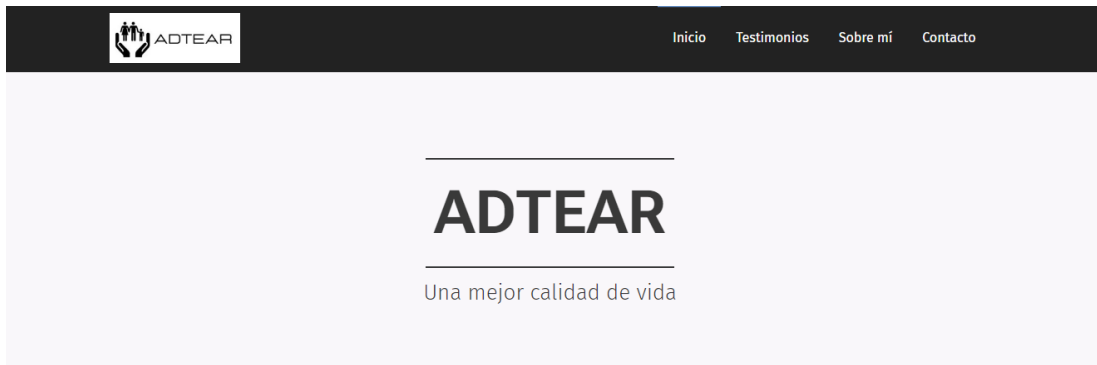 ADTEAR
Inicio Testimonios Sobre mí Contacto
ADTEAR
Una mejor calidad de vida